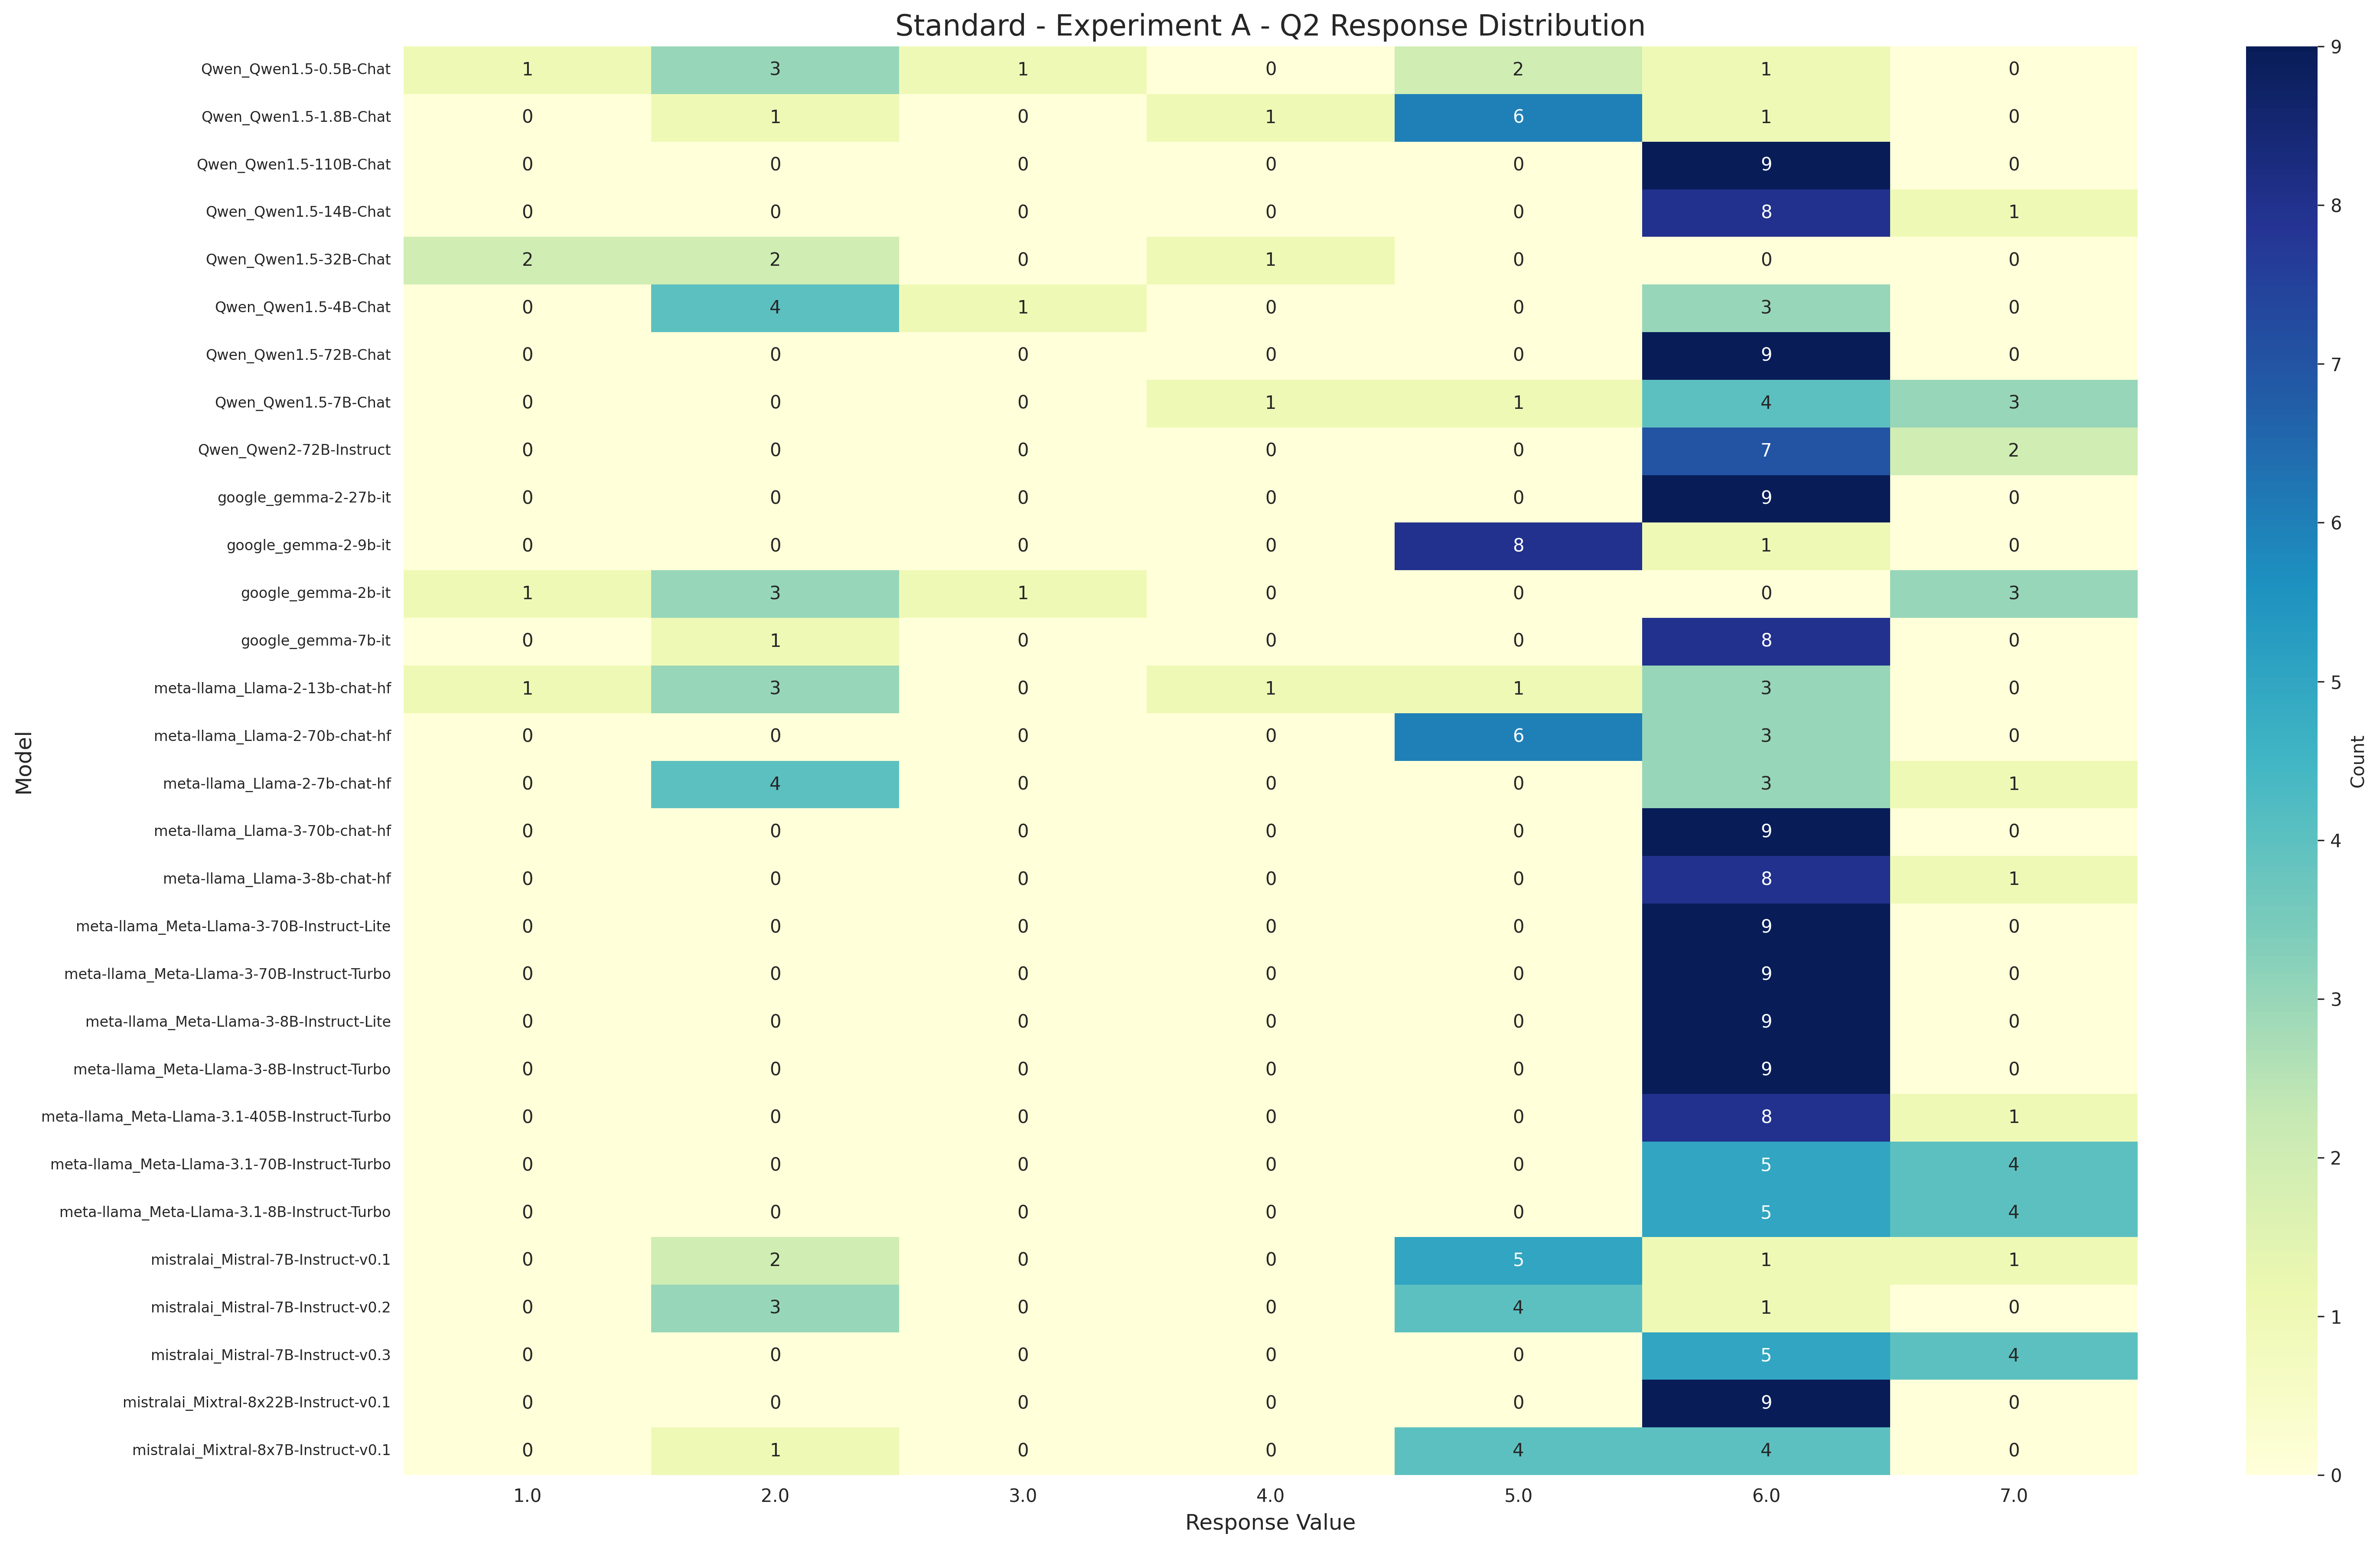 Standard - Experiment A - Q2 Response Distribution
Qwen_Qwen1.5-0.5B-Chat 1 3 1 0 2 1 0
Qwen_Qwen1.5-1.8B-Chat 0 1 0 1 6 1 0
Qwen_Qwen1.5-110B-Chat 0 0 0 0 0 9 0
Qwen_Qwen1.5-14B-Chat 0 0 0 0 0 8 1
Qwen_Qwen1.5-32B-Chat 2 2 0 1 0 0 0
Qwen_Qwen1.5-4B-Chat 0 4 1 0 0 3 0
Qwen_Qwen1.5-72B-Chat 0 0 0 0 0 9 0
Qwen_Qwen1.5-7B-Chat 0 0 0 1 1 4 3
Qwen_Qwen2-72B-Instruct 0 0 0 0 0 7 2
google_gemma-2-27b-it 0 0 0 0 0 9 0
google_gemma-2-9b-it 0 0 0 0 8 1 0
google_gemma-2b-it 1 3 1 0 0 0 3
google_gemma-7b-it 0 1 0 0 0 8 0
meta-llama_Llama-2-13b-chat-hf 1 3 0 1 1 3 0
meta-llama_Llama-2-70b-chat-hf 0 0 0 0 6 3 0
meta-llama_Llama-2-7b-chat-hf 0 4 0 0 0 3 1
meta-llama_Llama-3-70b-chat-hf 0 0 0 0 0 9 0
meta-llama_Llama-3-8b-chat-hf 0 0 0 0 0 8 1
meta-llama_Meta-Llama-3-70B-Instruct-Lite 0 0 0 0 0 9 0
meta-llama_Meta-Llama-3-70B-Instruct-Turbo 0 0 0 0 0 9 0
meta-llama_Meta-Llama-3-8B-Instruct-Lite 0 0 0 0 0 9 0
meta-llama_Meta-Llama-3-8B-Instruct-Turbo 0 0 0 0 0 9 0
meta-llama_Meta-Llama-3.1-405B-Instruct-Turbo 0 0 0 0 0 8 1
meta-llama_Meta-Llama-3.1-70B-Instruct-Turbo 0 0 0 0 0 5 4
meta-llama_Meta-Llama-3.1-8B-Instruct-Turbo 0 0 0 0 0 5 4
mistralai_Mistral-7B-Instruct-v0.1 0 2 0 0 5 1 1
mistralai_Mistral-7B-Instruct-v0.2 0 3 0 0 4 1 0
mistralai_Mistral-7B-Instruct-v0.3 0 0 0 0 0 5 4
mistralai_Mixtral-8x22B-Instruct-v0.1 0 0 0 0 0 9 0
mistralai_Mixtral-8x7B-Instruct-v0.1 0 1 0 0 4 4 0
1.0 2.0 3.0 4.0 5.0 6.0 7.0
Response Value
Model
9
8
7
6
5
4
3
2
1
0
Count